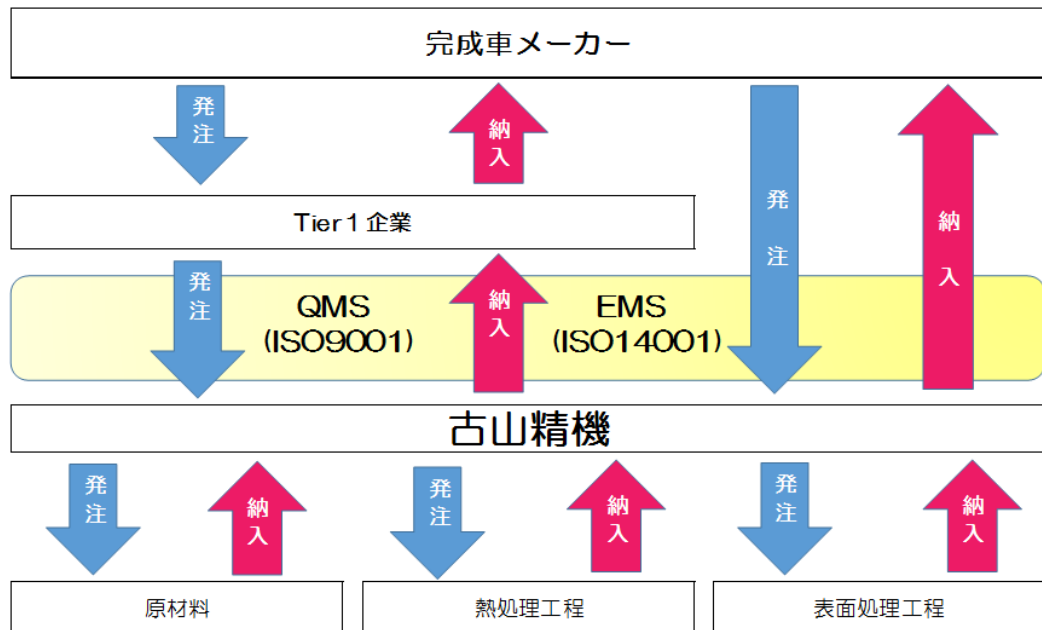 完成車メーカー
発注
納入
発注
納入
Tier１企業
発注
QMS
(ISO9001)
納入
EMS
(ISO14001)
古山精機
発注
納入
発注
納入
発注
納入
原材料
熱処理工程
表面処理工程